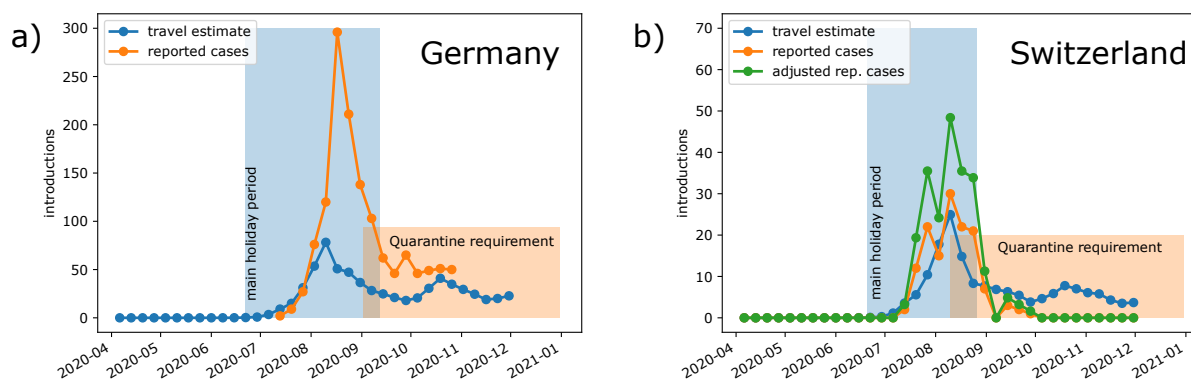 a)
Germany
travel estimate
reported cases
introductions
300
250
200
150
100
50
0
main holiday period
Quarantine requirement
2020-04
2020-05
2020-06
2020-07
2020-08
2020-09
2020-10
2020-11
2020-12
2021-01
b)
Switzerland
travel estimate
reported cases
adjusted rep. cases
introductions
70
60
50
40
30
20
10
0
main holiday period
Quarantine requirement
2020-04
2020-05
2020-06
2020-07
2020-08
2020-09
2020-10
2020-11
2020-12
2021-01